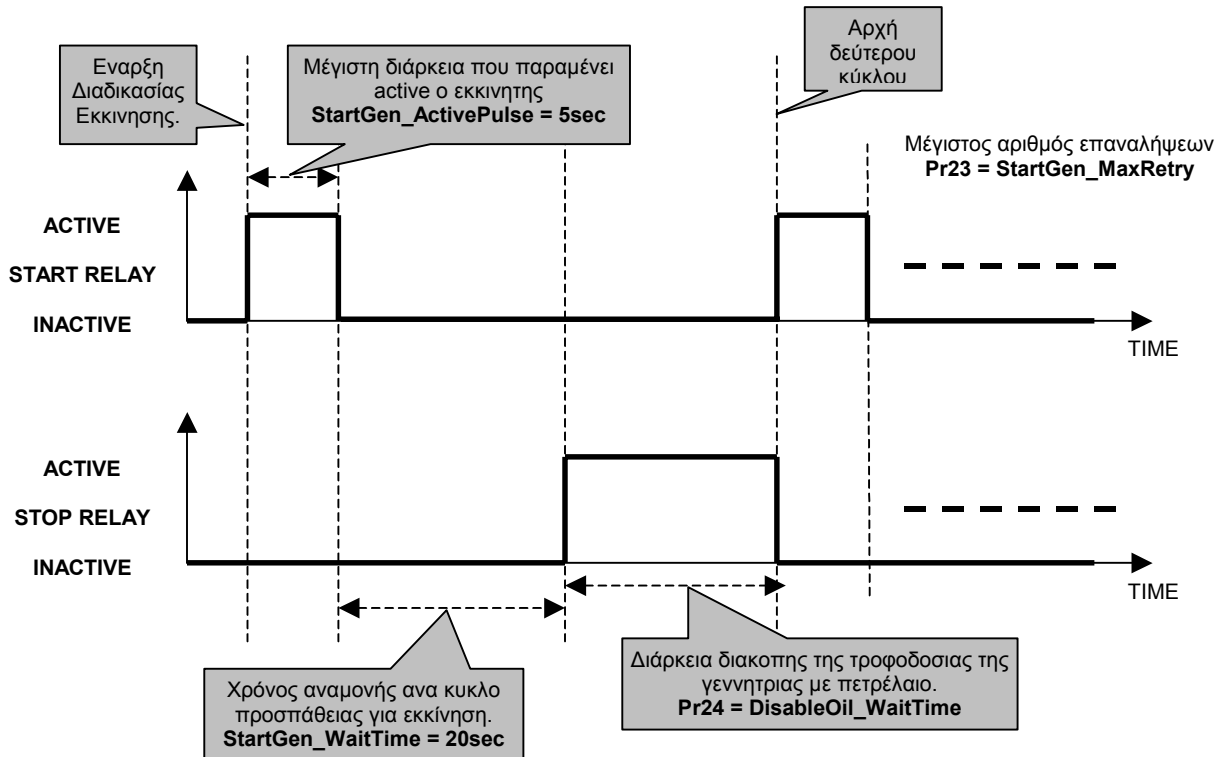 Εναρξη
Διαδικασίας
Εκκινησης.
Μέγιστη διάρκεια που παραμένει
active ο εκκινητης
StartGen_ActivePulse = 5sec
Αρχή
δεύτερου
κύκλου
Μέγιστος αριθμός επαναλήψεων
Pr23 = StartGen_MaxRetry
ACTIVE
START RELAY
INACTIVE
TIME
ACTIVE
STOP RELAY
INACTIVE
TIME
Χρόνος αναμονής ανα κυκλο
προσπάθειας για εκκίνηση.
StartGen_WaitTime = 20sec
Διάρκεια διακοπης της τροφοδοσιας της
γεννητριας με πετρέλαιο.
Pr24 = DisableOil_WaitTime